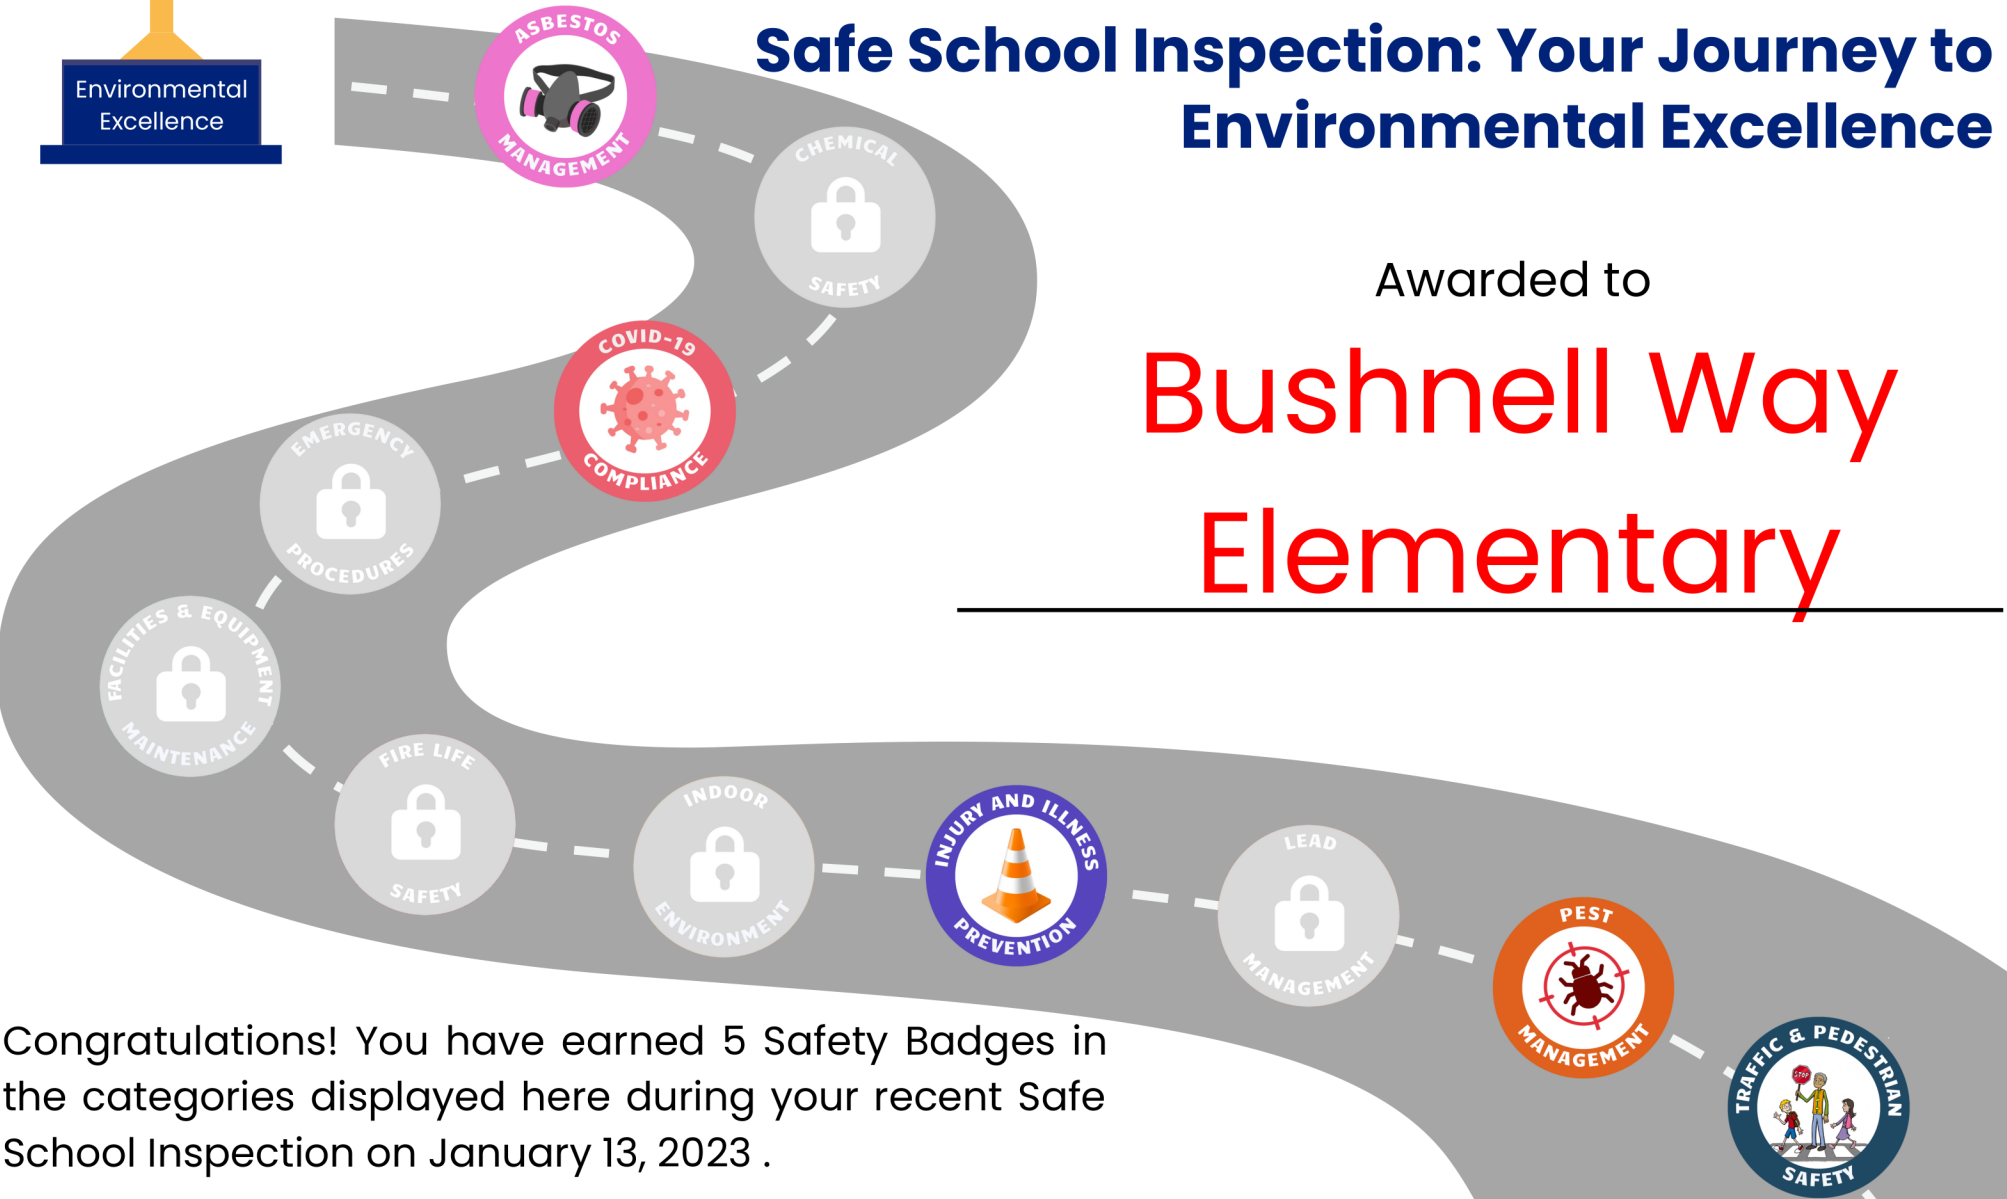 Environmental
Excellence
Safe School Inspection: Your Journey to
Environmental Excellence
Awarded to
Bushnell Way
Elementary
ASBESTOS
MANAGEMENT
CHEMICAL
SAFETY
COVID-19
COMPLIANCE
EMERGENCY
PROCEDURES
FACILITIES & EQUIPMENT
MAINTENANCE
FIRE LIFE
SAFETY
INDOOR
ENVIRONMENT
INJURY AND ILLNESS
PREVENTION
LEAD
MANAGEMENT
PEST
MANAGEMENT
TRAFFIC & PEDESTRIAN
STOP
SAFETY
Congratulations! You have earned 5 Safety Badges in
the categories displayed here during your recent Safe
School Inspection on January 13, 2023 .